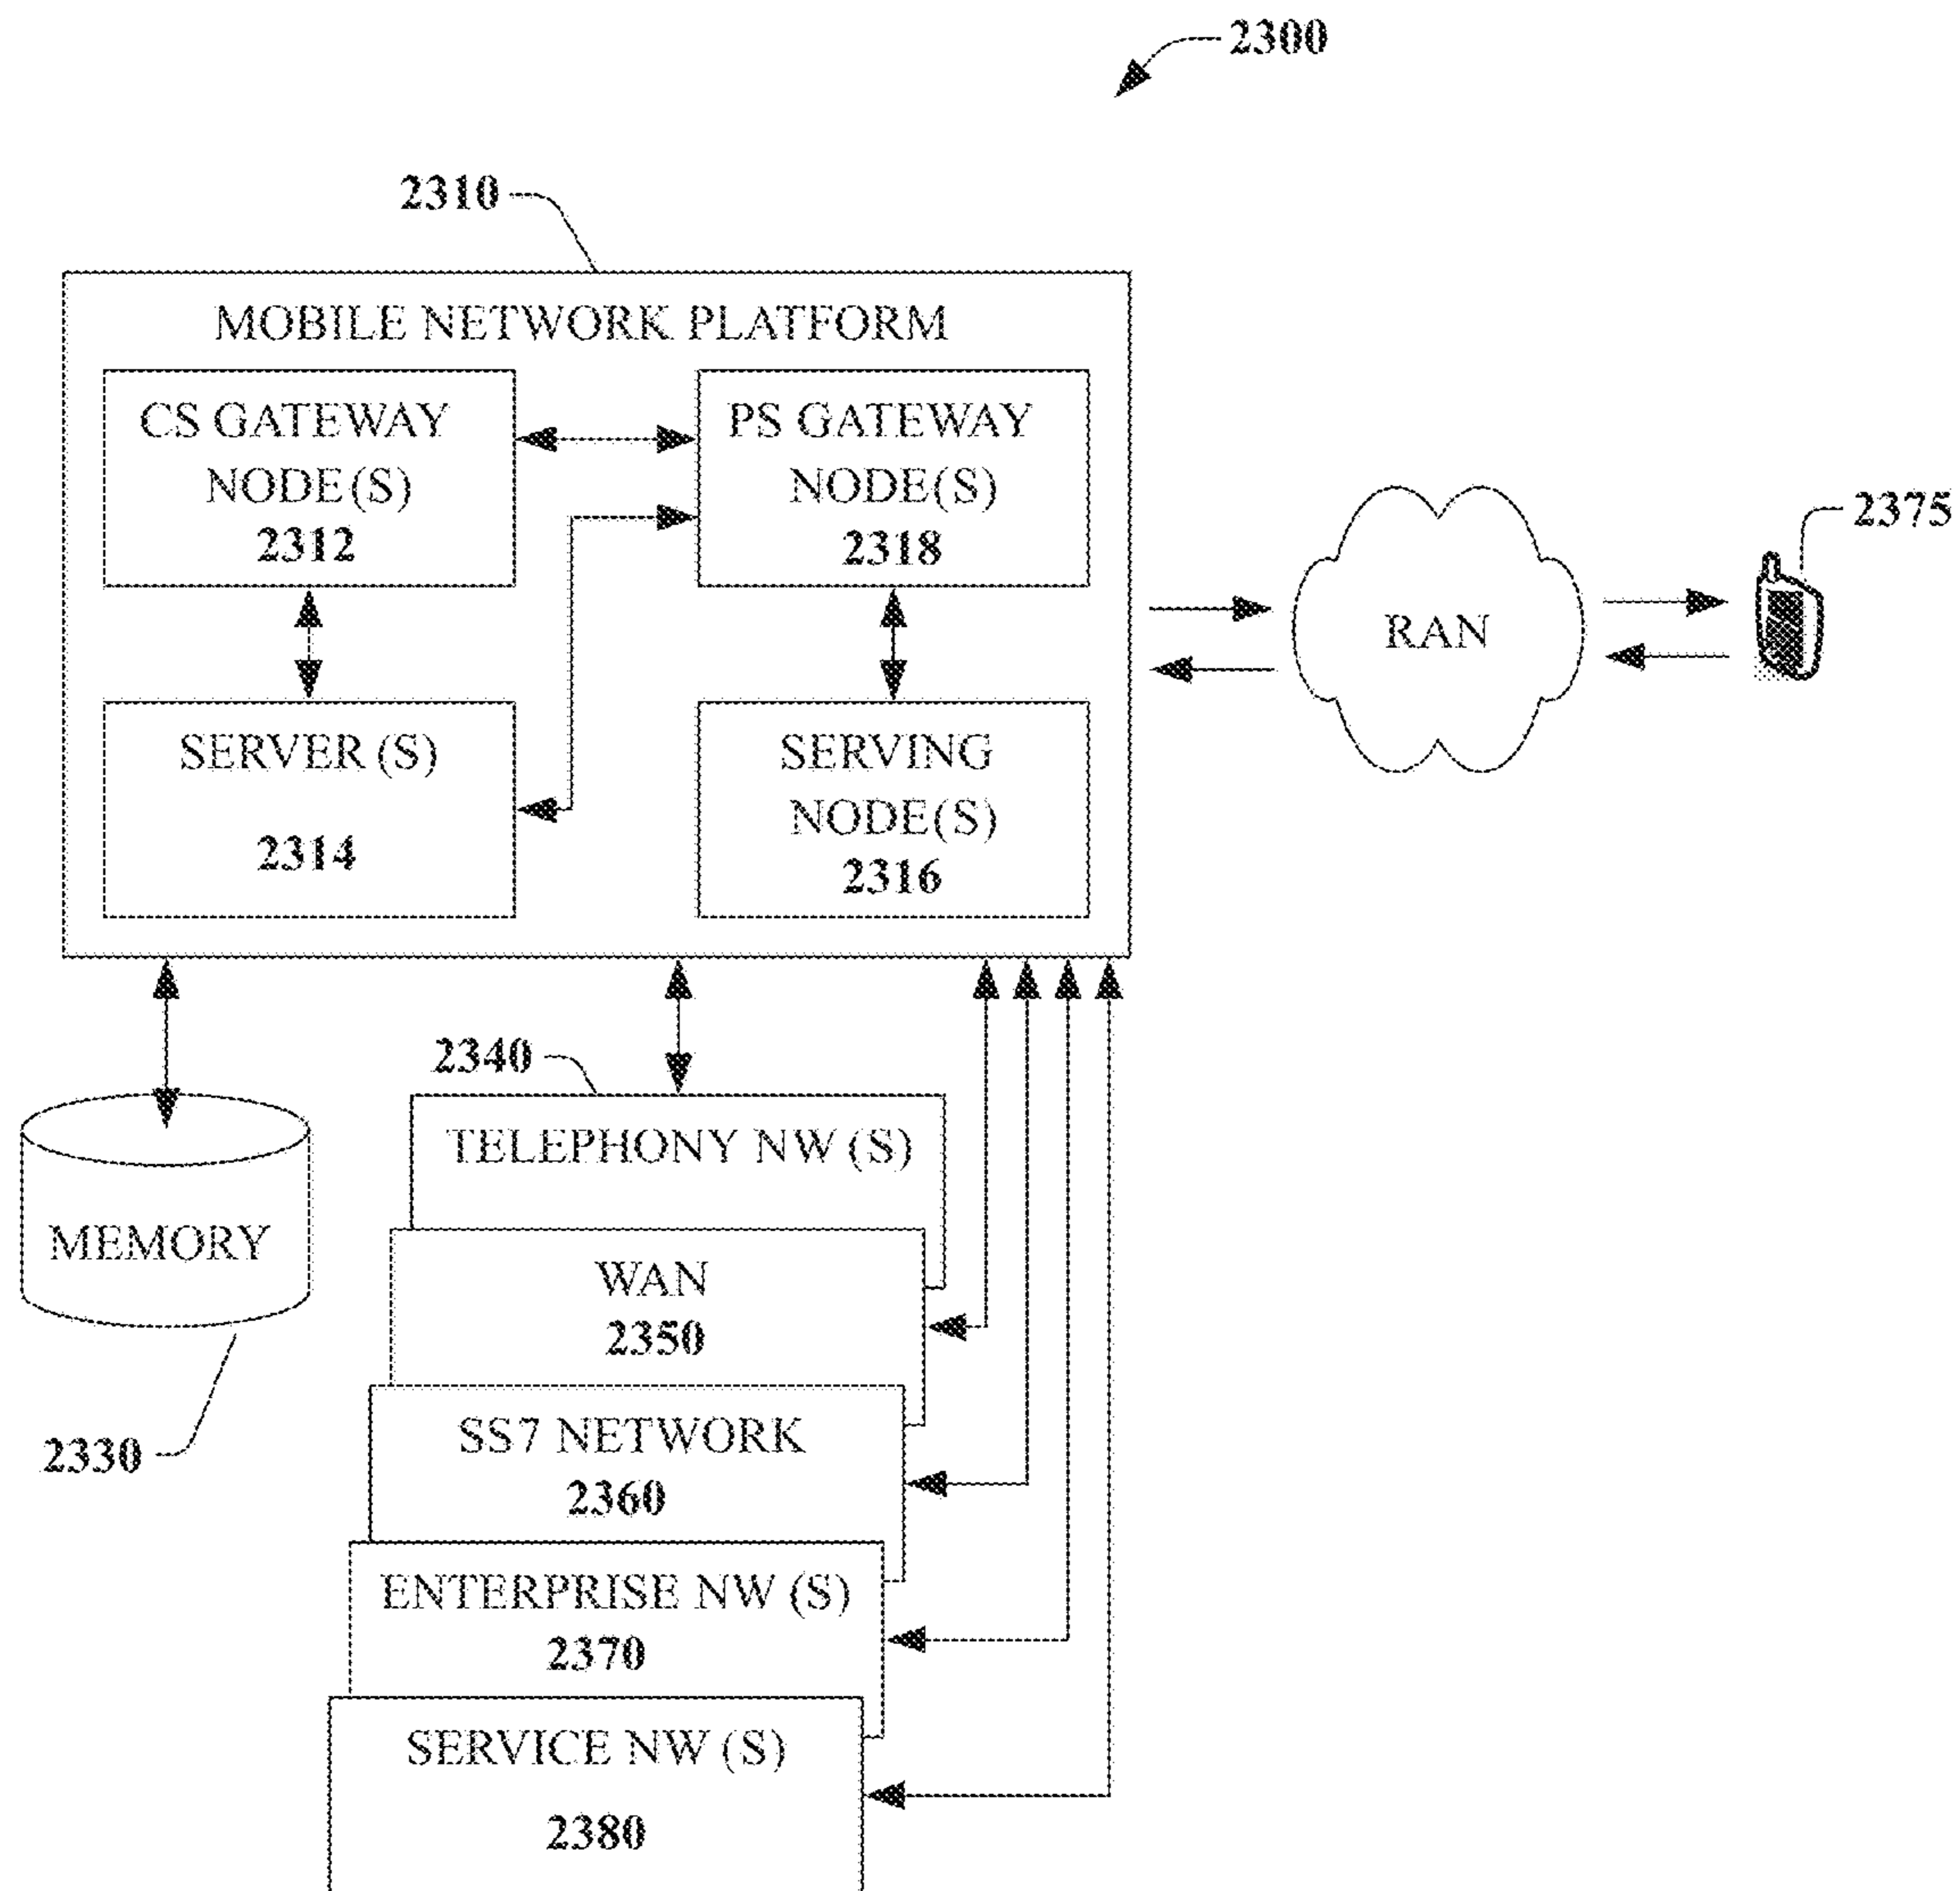 2300
2310
MOBILE NETWORK PLATFORM
CS GATEWAY
NODE(S)
2312
PS GATEWAY
NODE(S)
2318
2375
RAN
SERVER (S)
2314
SERVING
NODE(S)
2316
2340
TELEPHONY NW (S)
MEMORY
WAN
2350
2330
SS7 NETWORK
2360
ENTERPRISE NW (S)
2370
SERVICE NW (S)
2380